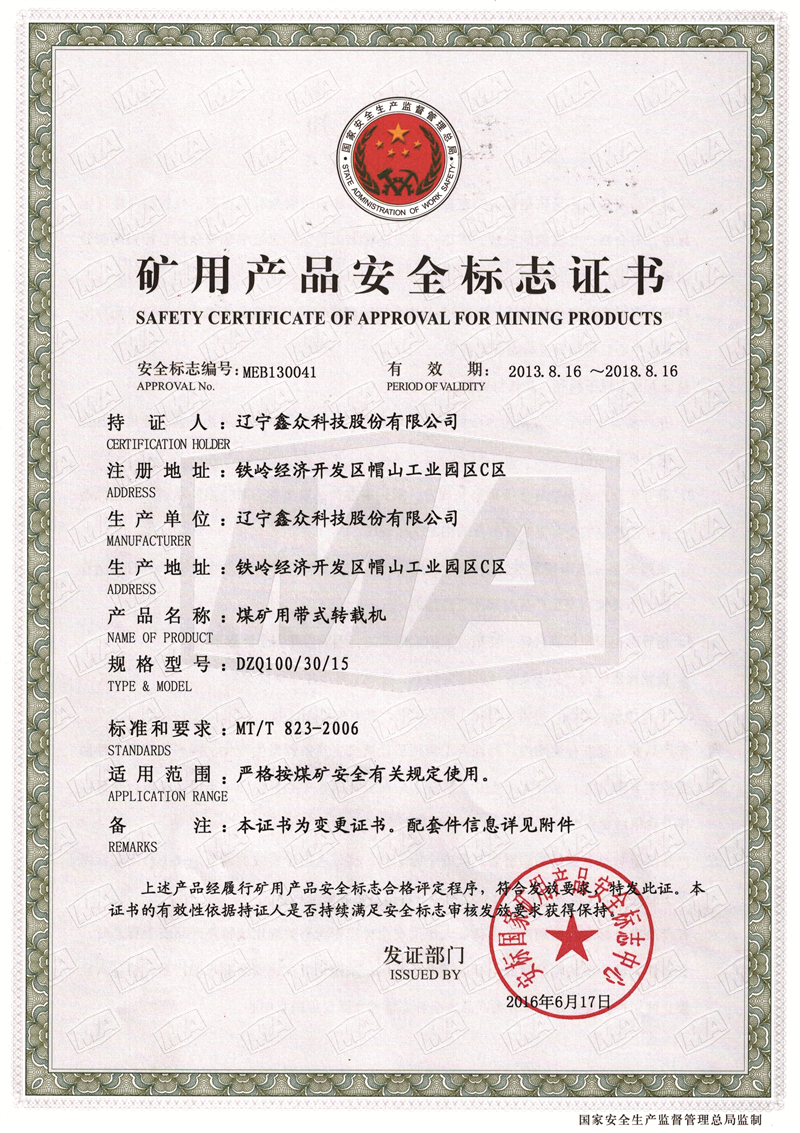 国家安全生产监督管理总局
STATE ADMINISTRATION OF WORK SAFETY
矿用产品安全标志证书
SAFETY CERTIFICATE OF APPROVAL FOR MINING PRODUCTS
安全标志编号: MEB130041 有效期: 2013.8.16 ～2018.8.16
APPROVAL No. PERIOD OF VALIDITY
持证人: 辽宁鑫众科技股份有限公司
CERTIFICATION HOLDER
注册地址: 铁岭经济开发区帽山工业园区C区
ADDRESS
生产单位: 辽宁鑫众科技股份有限公司
MANUFACTURER
生产地址: 铁岭经济开发区帽山工业园区C区
ADDRESS
产品名称: 煤矿用带式转载机
NAME OF PRODUCT
规格型号: DZQ100/30/15
TYPE & MODEL
标准和要求: MT/T 823-2006
STANDARDS
适用范围: 严格按煤矿安全有关规定使用。
APPLICATION RANGE
备注: 本证书为变更证书。配套件信息详见附件
REMARKS
上述产品经履行矿用产品安全标志合格评定程序，符合发放要求，特发此证。本
证书的有效性依据持证人是否持续满足安全标志审核发放要求获得保持。
发证部门
ISSUED BY
安标国家矿用产品安全标志中心
2016年6月17日
国家安全生产监督管理总局监制
MA